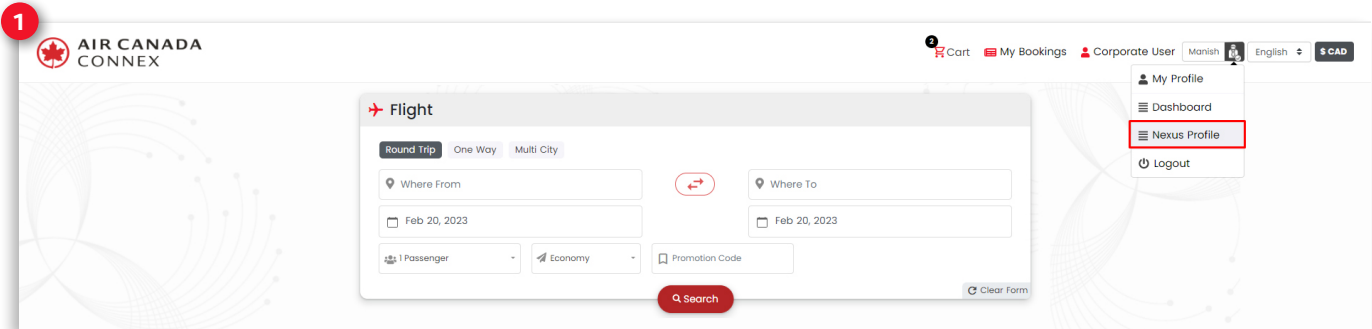 1
AIR CANADA
CONNEX
2
Cart My Bookings Corporate User Manish English $ CAD
My Profile
Dashboard
Nexus Profile
Logout
Flight
Round Trip One Way Multi City
Where From Where To
Feb 20, 2023 Feb 20, 2023
1 Passenger Economy Promotion Code
Clear Form
Search